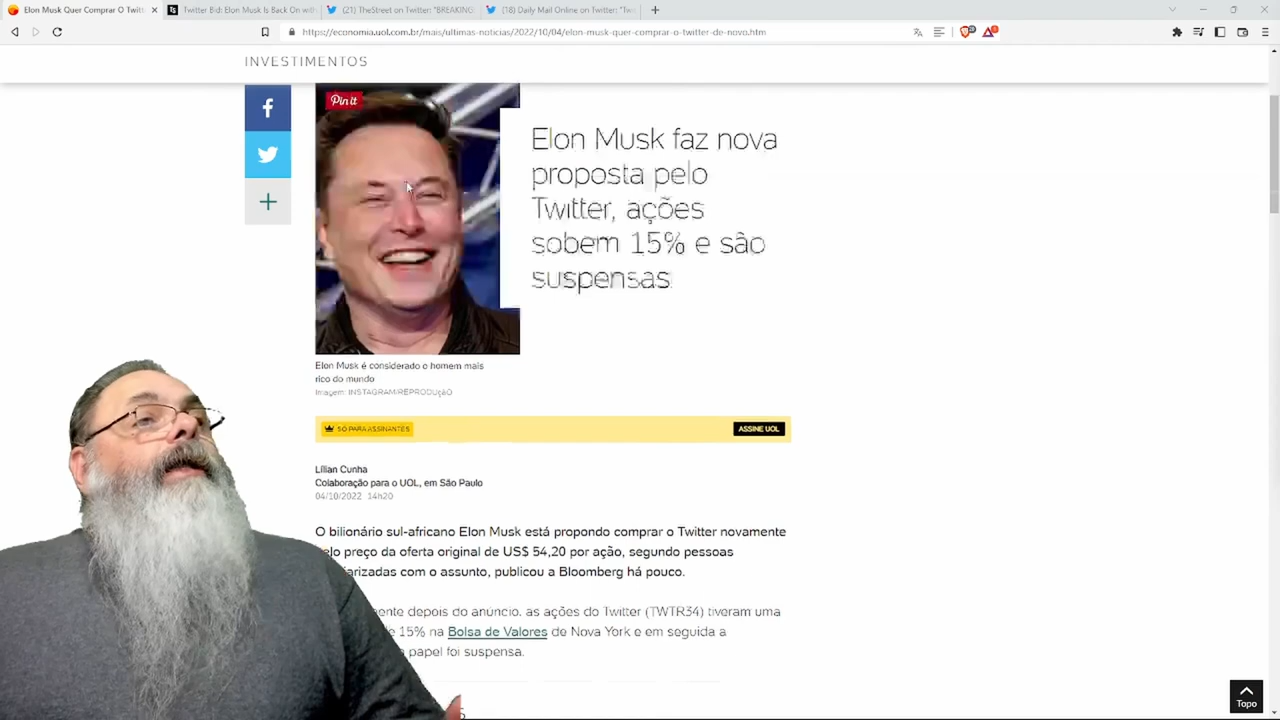 Elon Musk Quer Comprar O Twitt
Twitter Bid: Elon Musk Is Back On with
(21) TheStreet on Twitter: "BREAKING
(18) Daily Mail Online on Twitter: "Twi
https://economia.uol.com.br/mais/ultimas-noticias/2022/10/04/elon-musk-quer-comprar-o-twitter-de-novo.htm
INVESTIMENTOS
Pin it
Elon Musk faz nova
proposta pelo
Twitter, ações
sobem 15% e são
suspensas
Elon Musk é considerado o homem mais
rico do mundo
Imagem: INSTAGRAM/REPRODUçãO
SÓ PARA ASSINANTES
ASSINE UOL
Lílian Cunha
Colaboração para o UOL, em São Paulo
04/10/2022 14h20
O bilionário sul-africano Elon Musk está propondo comprar o Twitter novamente
elo preço da oferta original de US$ 54,20 por ação, segundo pessoas
iarizadas com o assunto, publicou a Bloomberg há pouco.
ente depois do anúncio, as ações do Twitter (TWTR34) tiveram uma
e 15% na Bolsa de Valores de Nova York e em seguida a
papel foi suspensa.
Topo